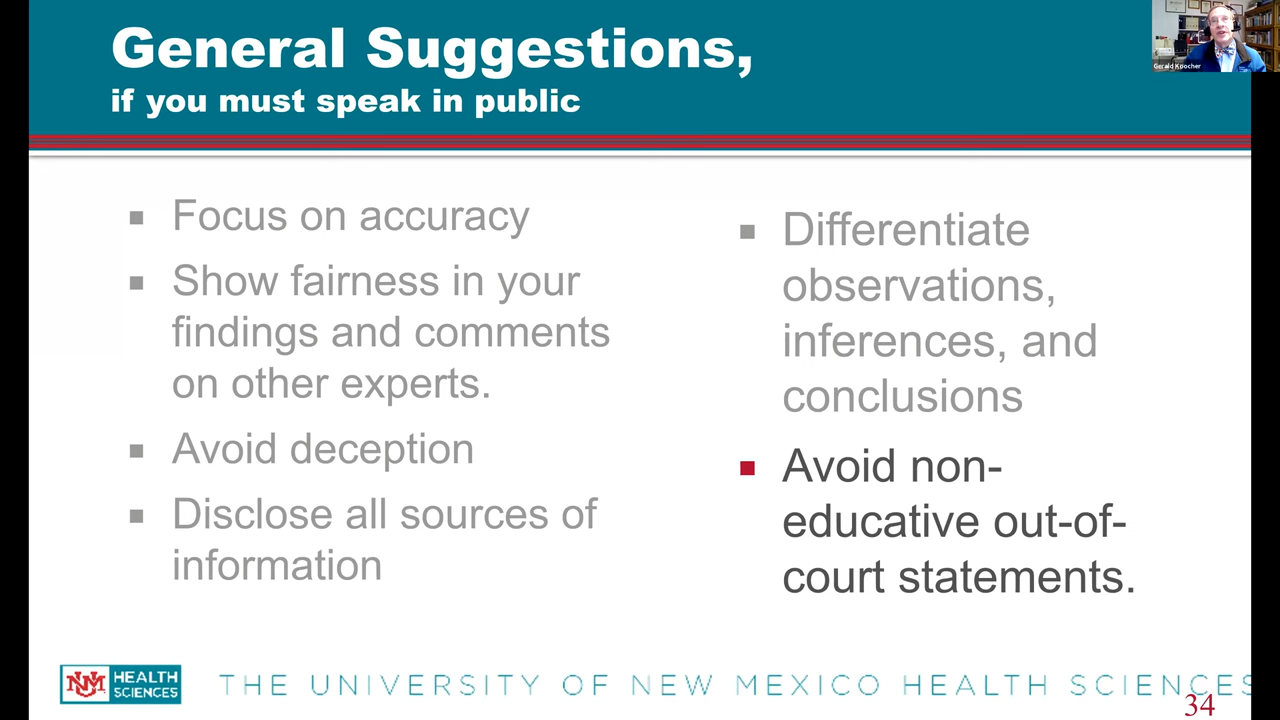 General Suggestions,
if you must speak in public
Gerald Koocher
Focus on accuracy
Show fairness in your
findings and comments
on other experts.
Avoid deception
Disclose all sources of
information
Differentiate
observations,
inferences, and
conclusions
Avoid non-
educative out-of-
court statements.
UNM HEALTH
SCIENCES
THE UNIVERSITY OF NEW MEXICO HEALTH SCIENCES
34